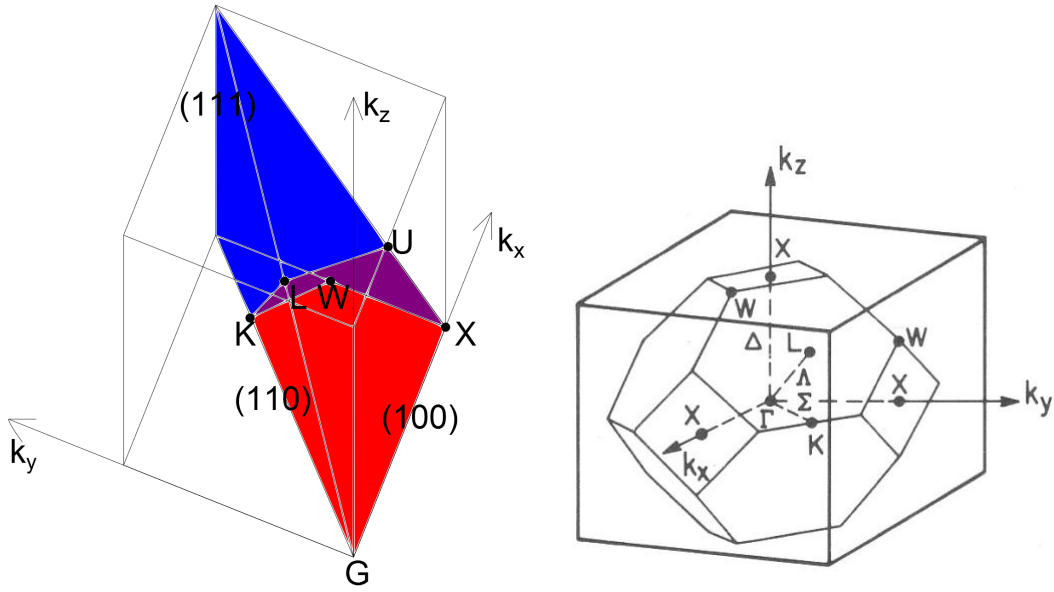 (111)
k_z
U
k_x
L
W
K
X
(110)
(100)
k_y
G
k_z
X
W
Δ
L
W
Λ
X
Σ
k_y
Γ
X
K
k_x